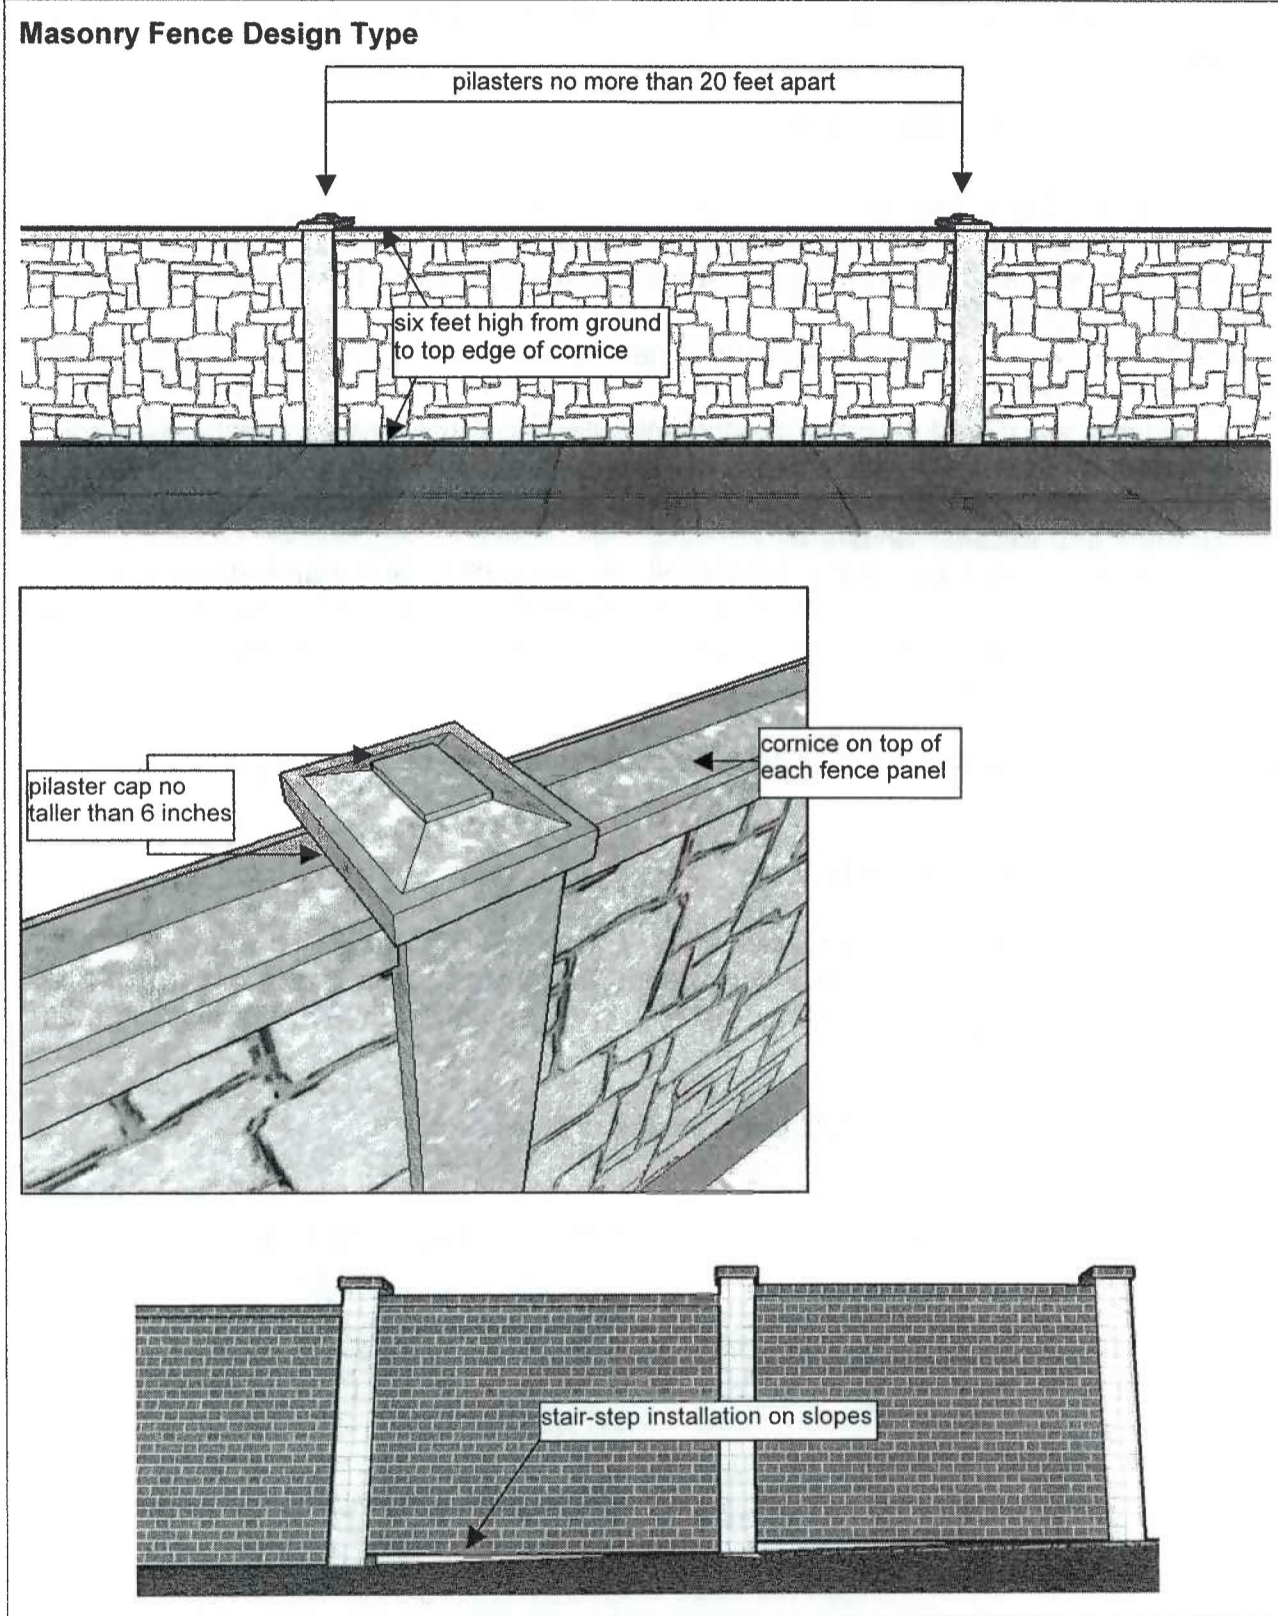 Masonry Fence Design Type
pilasters no more than 20 feet apart
six feet high from ground
to top edge of cornice
cornice on top of
each fence panel
pilaster cap no
taller than 6 inches
stair-step installation on slopes